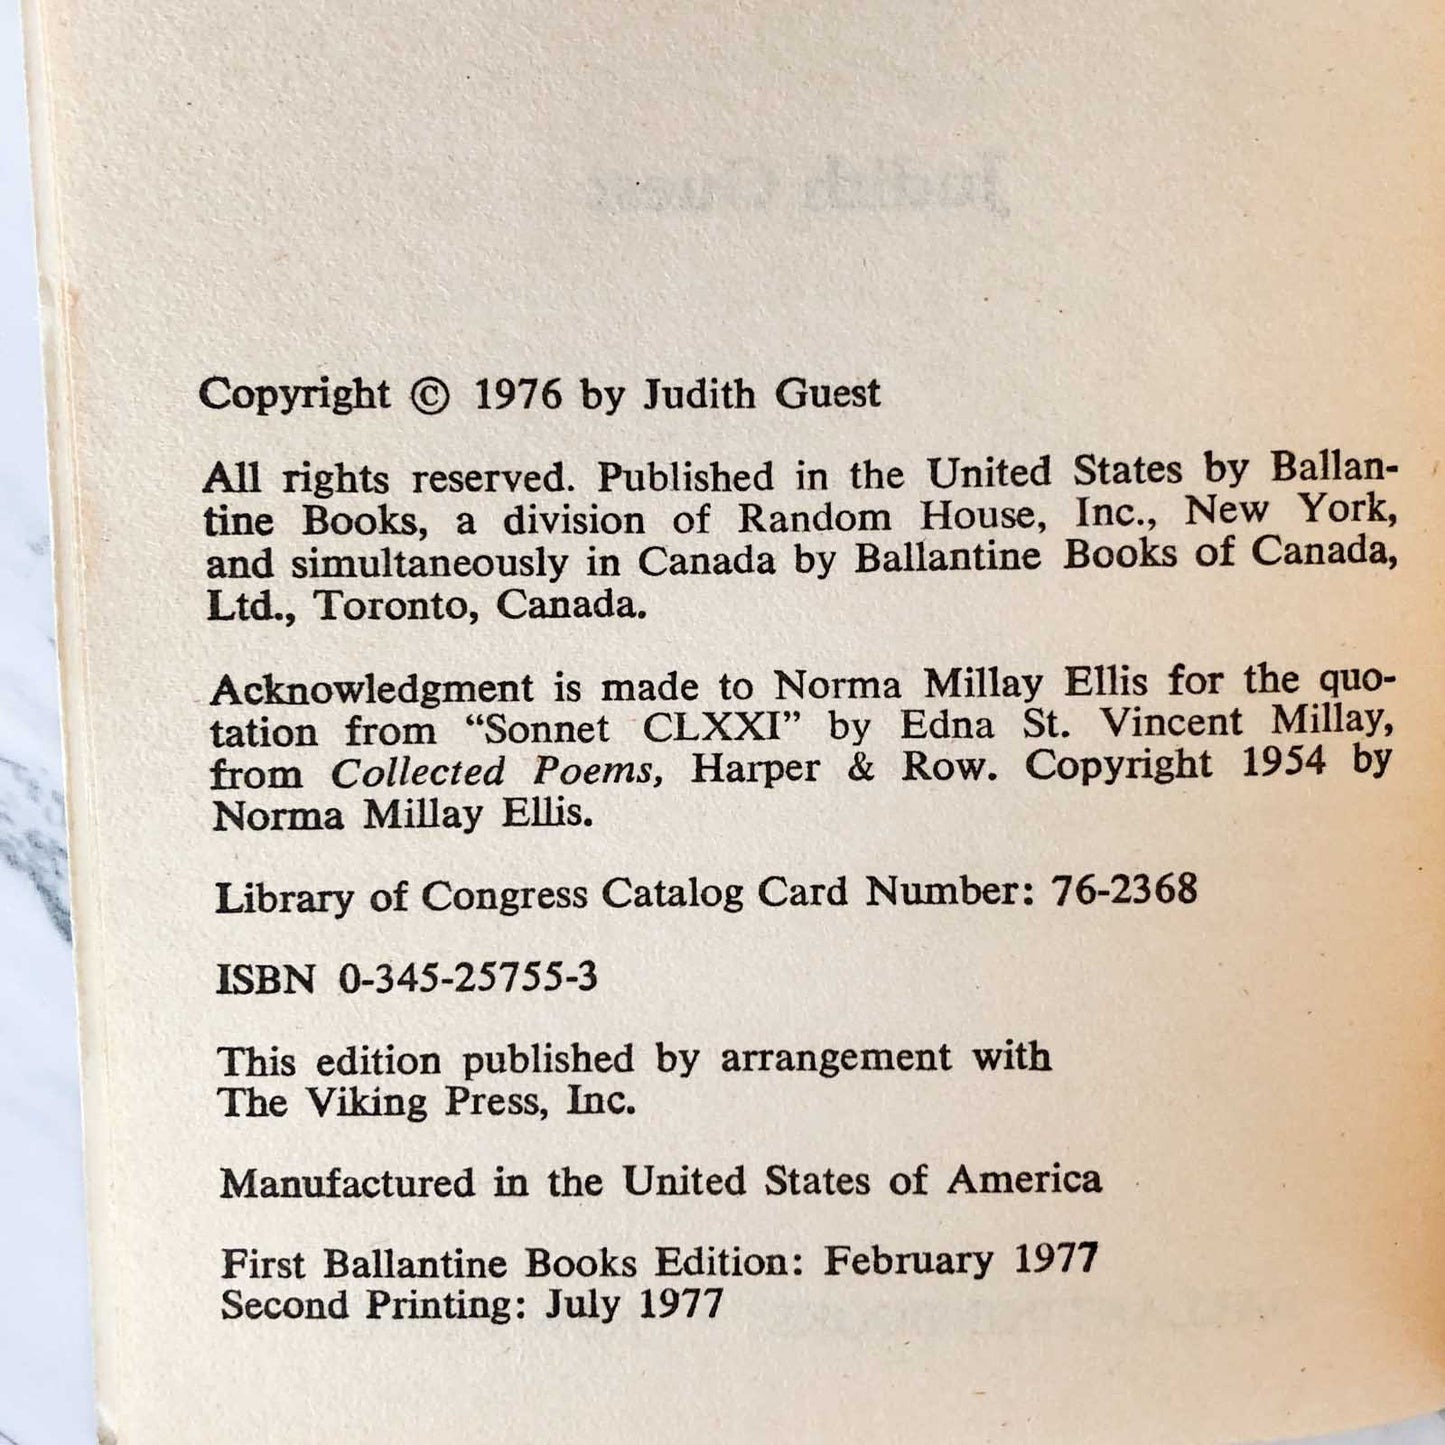 Judith Guest
Copyright © 1976 by Judith Guest
All rights reserved. Published in the United States by Ballan-
tine Books, a division of Random House, Inc., New York,
and simultaneously in Canada by Ballantine Books of Canada,
Ltd., Toronto, Canada.
Acknowledgment is made to Norma Millay Ellis for the quo-
tation from “Sonnet CLXXI” by Edna St. Vincent Millay,
from Collected Poems, Harper & Row. Copyright 1954 by
Norma Millay Ellis.
Library of Congress Catalog Card Number: 76-2368
ISBN 0-345-25755-3
This edition published by arrangement with
The Viking Press, Inc.
Manufactured in the United States of America
First Ballantine Books Edition: February 1977
Second Printing: July 1977